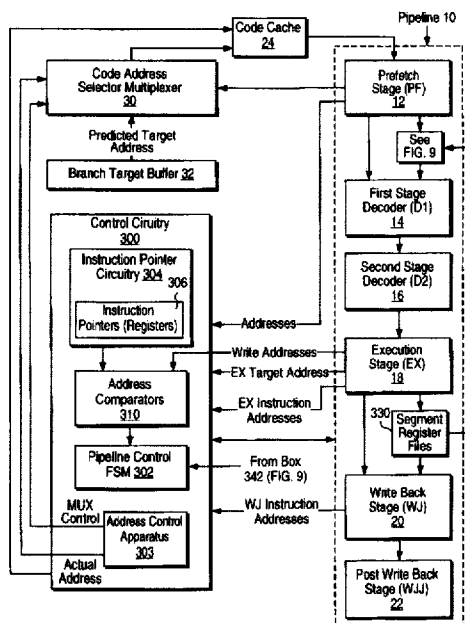 Pipeline 10
Code Cache
24
Code Address
Selector Multiplexer
30
Prefetch
Stage (PF)
12
Predicted Target
Address
See
FIG. 9
Branch Target Buffer 32
First Stage
Decoder (D1)
14
Control Circuitry
300
Instruction Pointer
Circuitry
304
306
Instruction
Pointers (Registers)
Second Stage
Decoder (D2)
16
Addresses
Write Addresses
EX Target Address
Execution
Stage (EX)
18
Address
Comparators
310
EX Instruction
Addresses
330
Segment
Register
Files
Pipeline Control
FSM 302
From Box
342 (FIG. 9)
MUX
Control
WJ Instruction
Addresses
Write Back
Stage (WJ)
20
Address Control
Apparatus
303
Actual
Address
Post Write Back
Stage (WJJ)
22